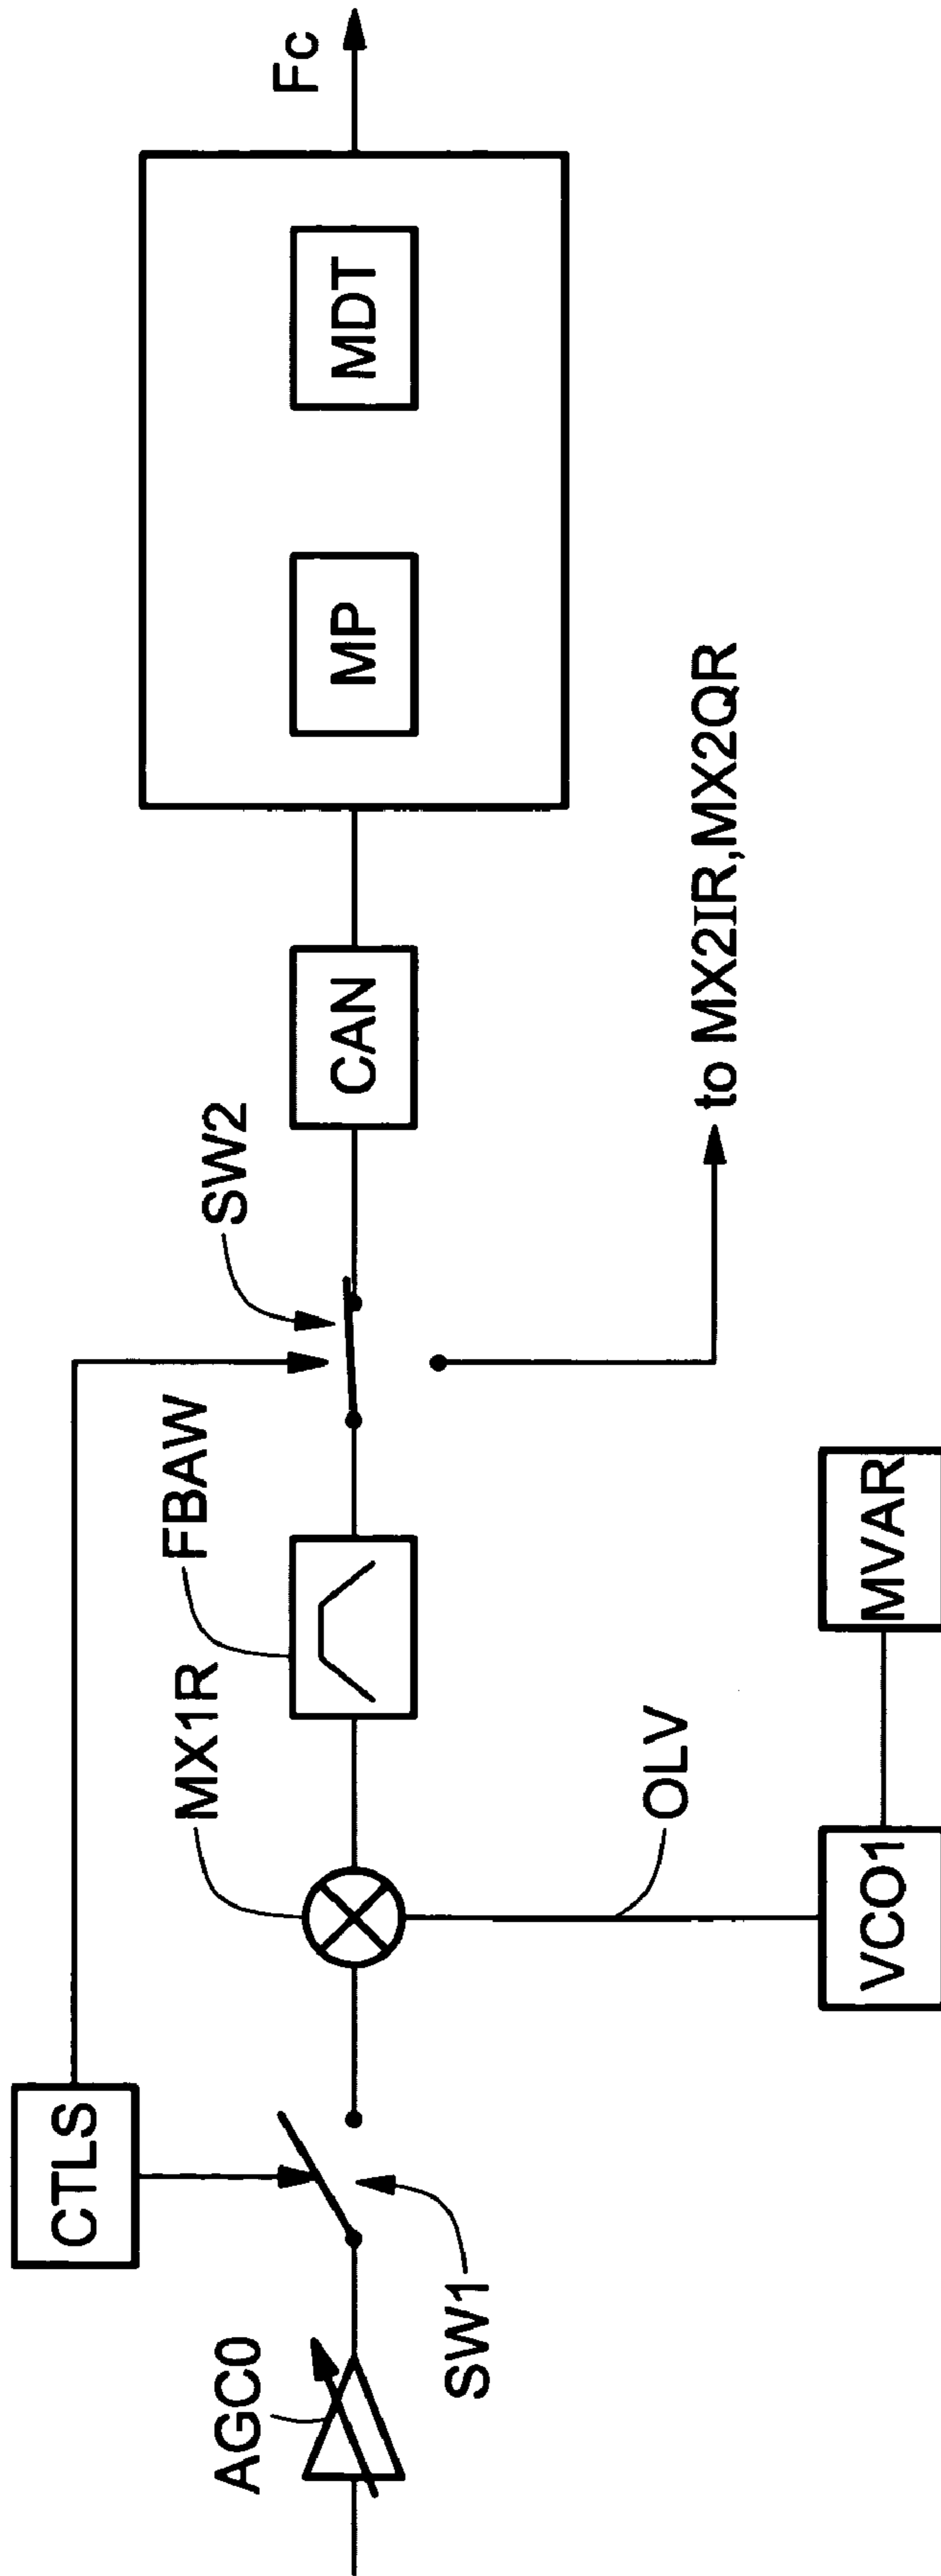 CTLS
AGC0
SW1
MX1R
FBAW
SW2
CAN
MP
MDT
Fc
OLV
VCO1
MVAR
to MX2IR,MX2QR